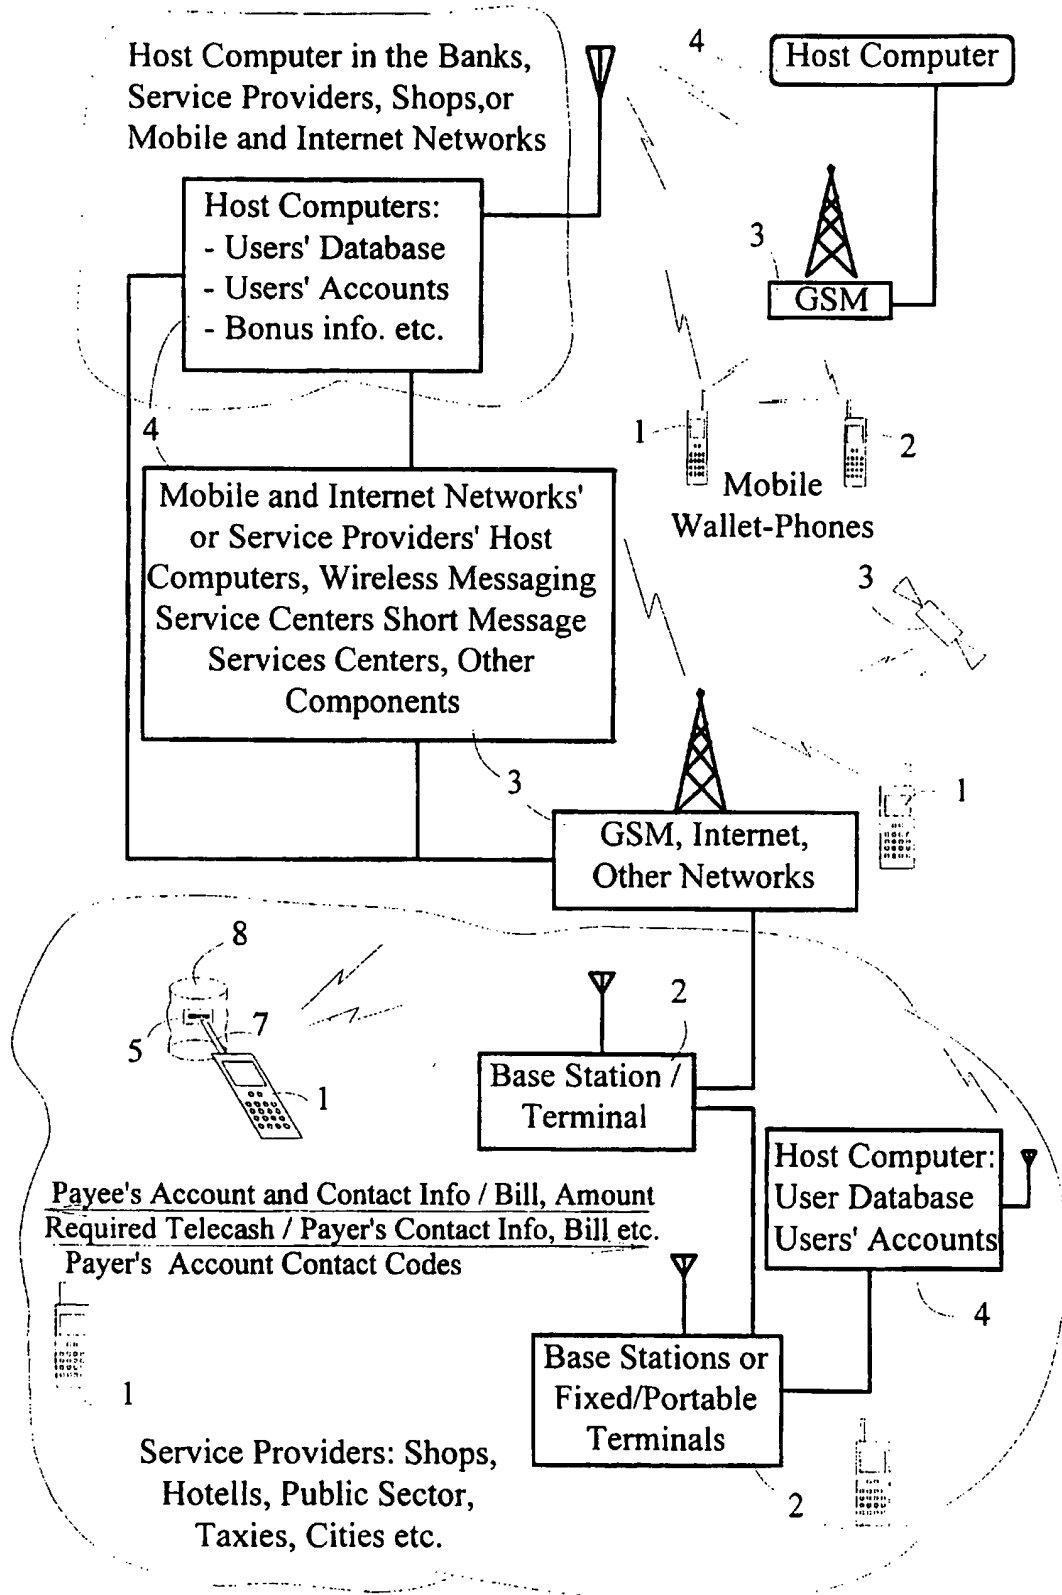 Host Computer in the Banks,
Service Providers, Shops,or
Mobile and Internet Networks
4
Host Computer
Host Computers:
- Users' Database
- Users' Accounts
- Bonus info. etc.
3
GSM
4
1
2
Mobile
Wallet-Phones
Mobile and Internet Networks'
or Service Providers' Host
Computers, Wireless Messaging
Service Centers Short Message
Services Centers, Other
Components
3
3
1
GSM, Internet,
Other Networks
8
5
7
1
2
Base Station /
Terminal
Host Computer:
User Database
Users' Accounts
4
Payee's Account and Contact Info / Bill, Amount
Required Telecash / Payer's Contact Info, Bill etc.
Payer's Account Contact Codes
1
Base Stations or
Fixed/Portable
Terminals
2
Service Providers: Shops,
Hotells, Public Sector,
Taxies, Cities etc.